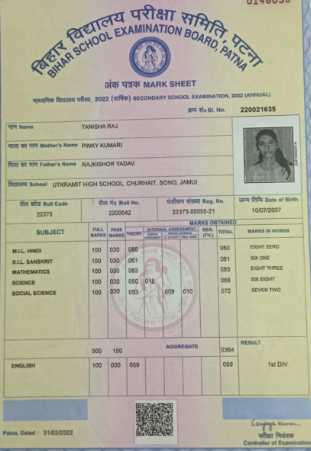 0148055
बिहार विद्यालय परीक्षा समिति, पटना
BIHAR SCHOOL EXAMINATION BOARD, PATNA
अंक पत्रक MARK SHEET
माध्यमिक विद्यालय परीक्षा, 2022 (वार्षिक) SECONDARY SCHOOL EXAMINATION, 2022 (ANNUAL)
क्रम सं० Sl. No. 220021635
नाम Name TANISHA RAJ
माता का नाम Mother's Name PINKY KUMARI
पिता का नाम Father's Name RAJKISHOR YADAV
विद्यालय School UTKRAMIT HIGH SCHOOL, CHURHAIT, SONO, JAMUI
रौल कोड Roll Code रौल नं० Roll No. पंजीयन संख्या Reg. No. जन्म तिथि Date of Birth
22373 2200042 22373-00055-21 10/07/2007
MARKS OBTAINED
SUBJECT FULL MARKS PASS MARKS THEORY INTERNAL ASSESSMENT REG. TOTAL MARKS IN WORDS
M.I.L. HINDI 100 030 080 080 EIGHT ZERO
S.I.L. SANSKRIT 100 030 061 061 SIX ONE
MATHEMATICS 100 030 083 083 EIGHT THREE
SCIENCE 100 030 050 018 068 SIX EIGHT
SOCIAL SCIENCE 100 030 053 009 010 072 SEVEN TWO
500 150 AGGREGATE 0364 RESULT
ENGLISH 100 030 059 059 1st DIV.
Patna, Dated : 31/03/2022
परीक्षा नियंत्रक
Controller of Examination